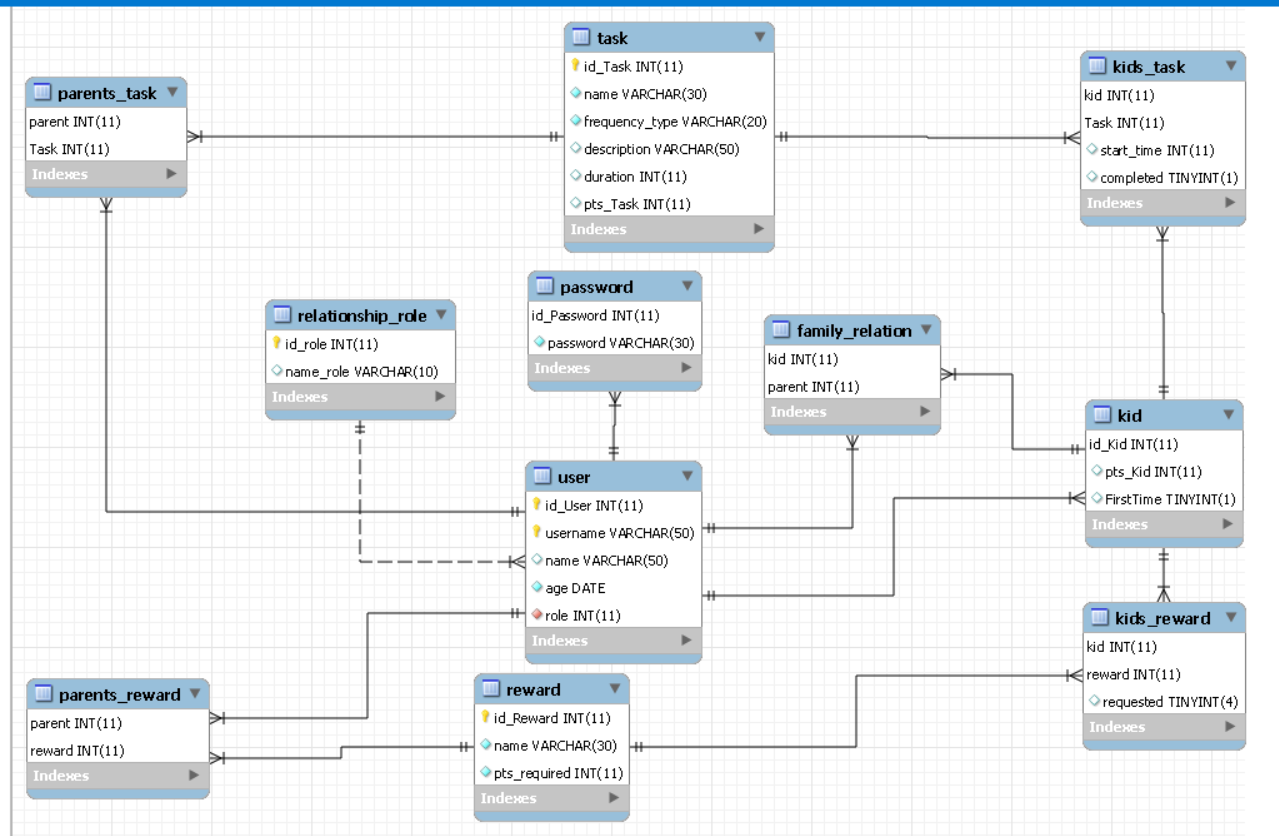 task
id_Task INT(11)
name VARCHAR(30)
frequency_type VARCHAR(20)
description VARCHAR(50)
duration INT(11)
pts_Task INT(11)
Indexes
parents_task
parent INT(11)
Task INT(11)
Indexes
kids_task
kid INT(11)
Task INT(11)
start_time INT(11)
completed TINYINT(1)
Indexes
password
id_Password INT(11)
password VARCHAR(30)
Indexes
relationship_role
id_role INT(11)
name_role VARCHAR(10)
Indexes
family_relation
kid INT(11)
parent INT(11)
Indexes
kid
id_Kid INT(11)
pts_Kid INT(11)
FirstTime TINYINT(1)
Indexes
user
id_User INT(11)
username VARCHAR(50)
name VARCHAR(50)
age DATE
role INT(11)
Indexes
kids_reward
kid INT(11)
reward INT(11)
requested TINYINT(4)
Indexes
parents_reward
parent INT(11)
reward INT(11)
Indexes
reward
id_Reward INT(11)
name VARCHAR(30)
pts_required INT(11)
Indexes